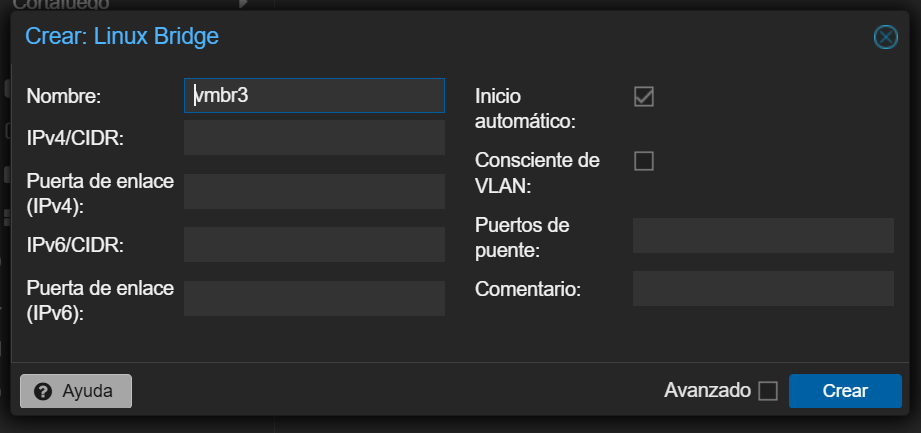 Cortafuego
Crear: Linux Bridge
Nombre:
vmbr3
IPv4/CIDR:
Puerta de enlace
(IPv4):
IPv6/CIDR:
Puerta de enlace
(IPv6):
Inicio
automático:
Consciente de
VLAN:
Puertos de
puente:
Comentario:
Ayuda
Avanzado
Crear